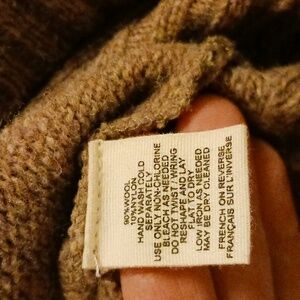 90% WOOL
10% NYLON
HAND WASH COLD
SEPARATELY
USE ONLY NON-CHLORINE
BLEACH AS NEEDED
DO NOT TWIST / WRING
RESHAPE AND LAY
FLAT TO DRY
LOW IRON AS NEEDED
MAY BE DRY CLEANED
FRENCH ON REVERSE
FRANÇAIS SUR L'INVERSE